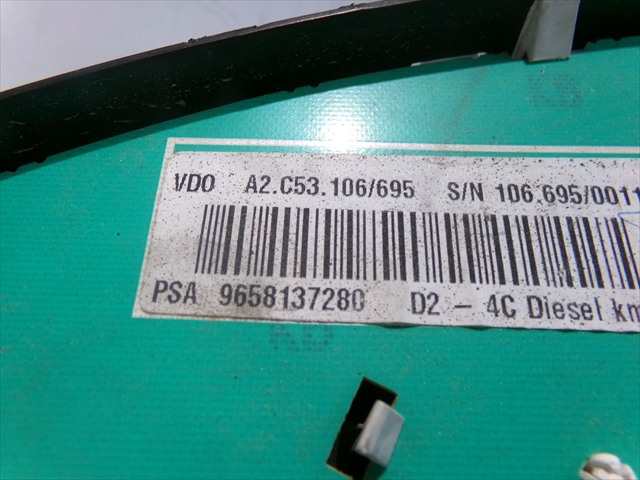 VDO A2.C53.106/695 S/N 106.695/0011
PSA 9658137280 D2 - 4C Diesel km